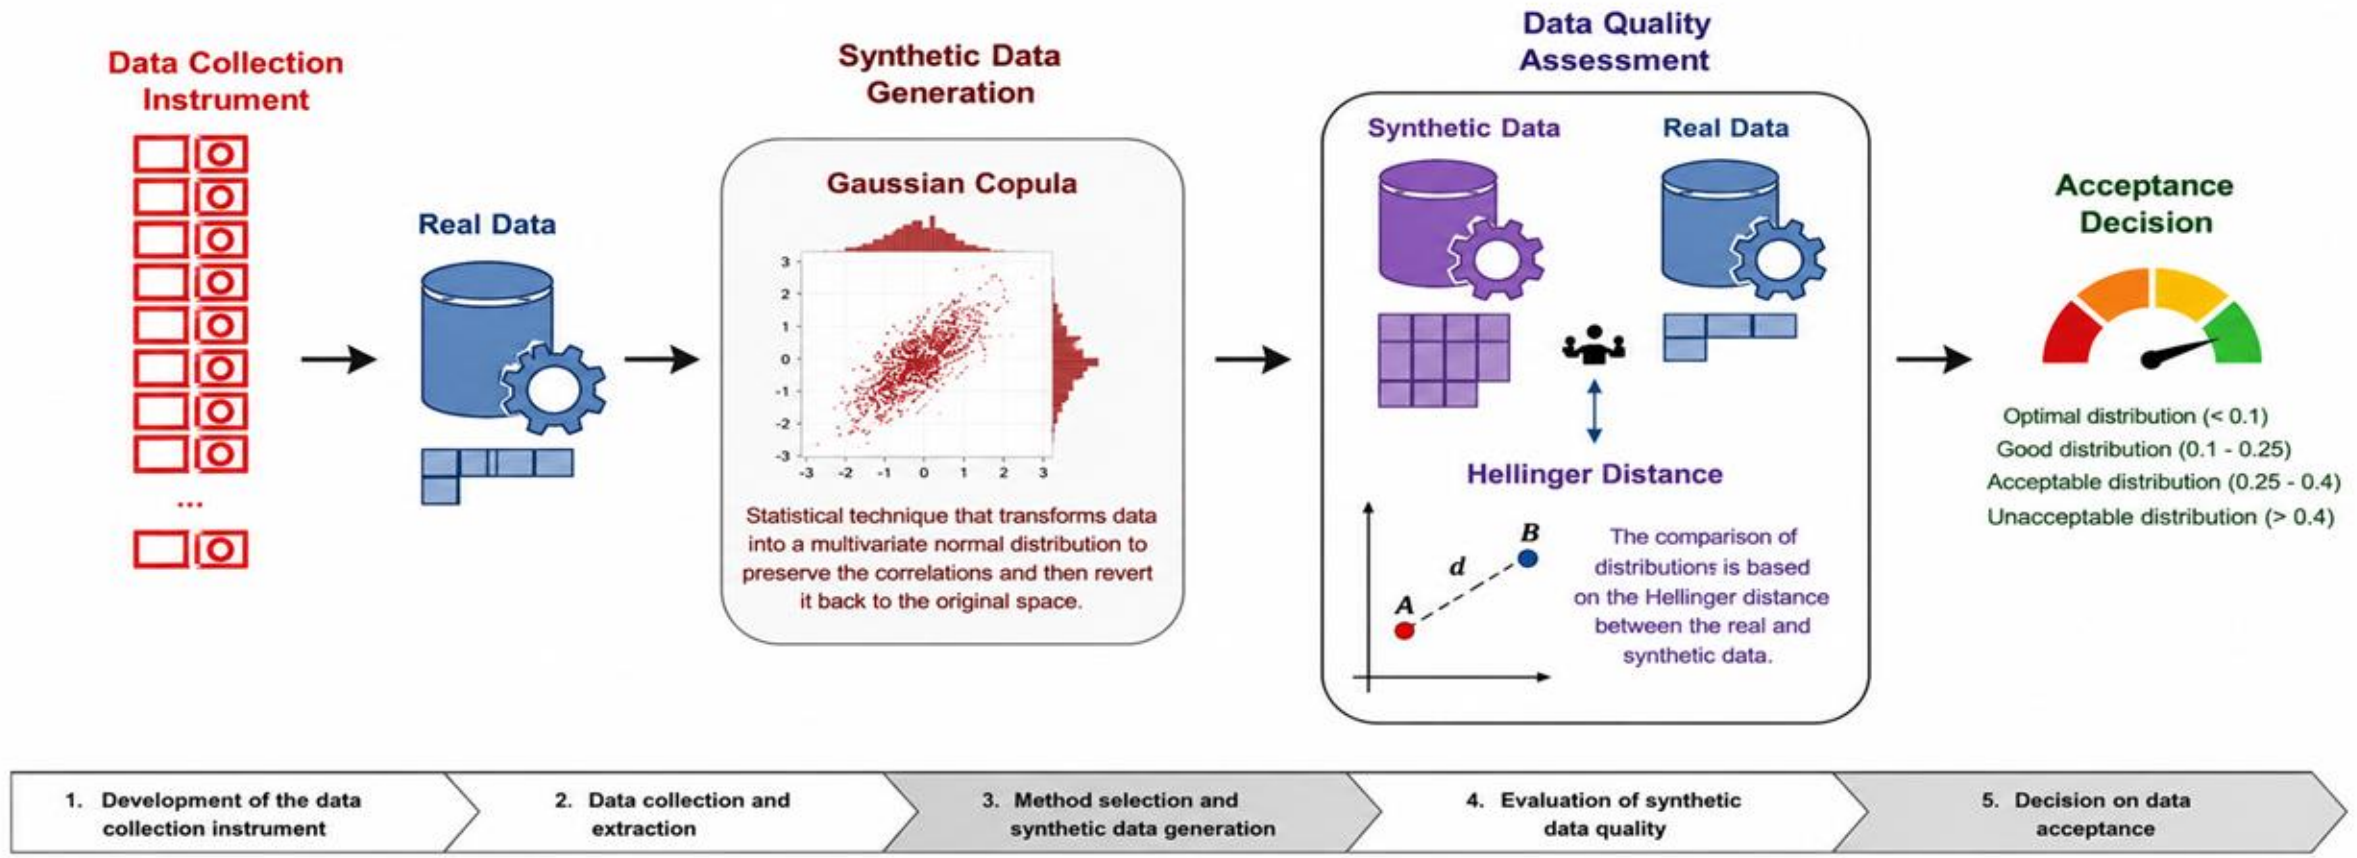 Data Collection
Instrument
...
Real Data
Synthetic Data
Generation
Gaussian Copula
3
2
1
0
-1
-2
-3
-3 -2 -1 0 1 2 3
Statistical technique that transforms data
into a multivariate normal distribution to
preserve the correlations and then revert
it back to the original space.
Data Quality
Assessment
Synthetic Data
Real Data
Hellinger Distance
A
d
B
The comparison of
distributions is based
on the Hellinger distance
between the real and
synthetic data.
Acceptance
Decision
Optimal distribution (< 0.1)
Good distribution (0.1 - 0.25)
Acceptable distribution (0.25 - 0.4)
Unacceptable distribution (> 0.4)
1. Development of the data
collection instrument
2. Data collection and
extraction
3. Method selection and
synthetic data generation
4. Evaluation of synthetic
data quality
5. Decision on data
acceptance